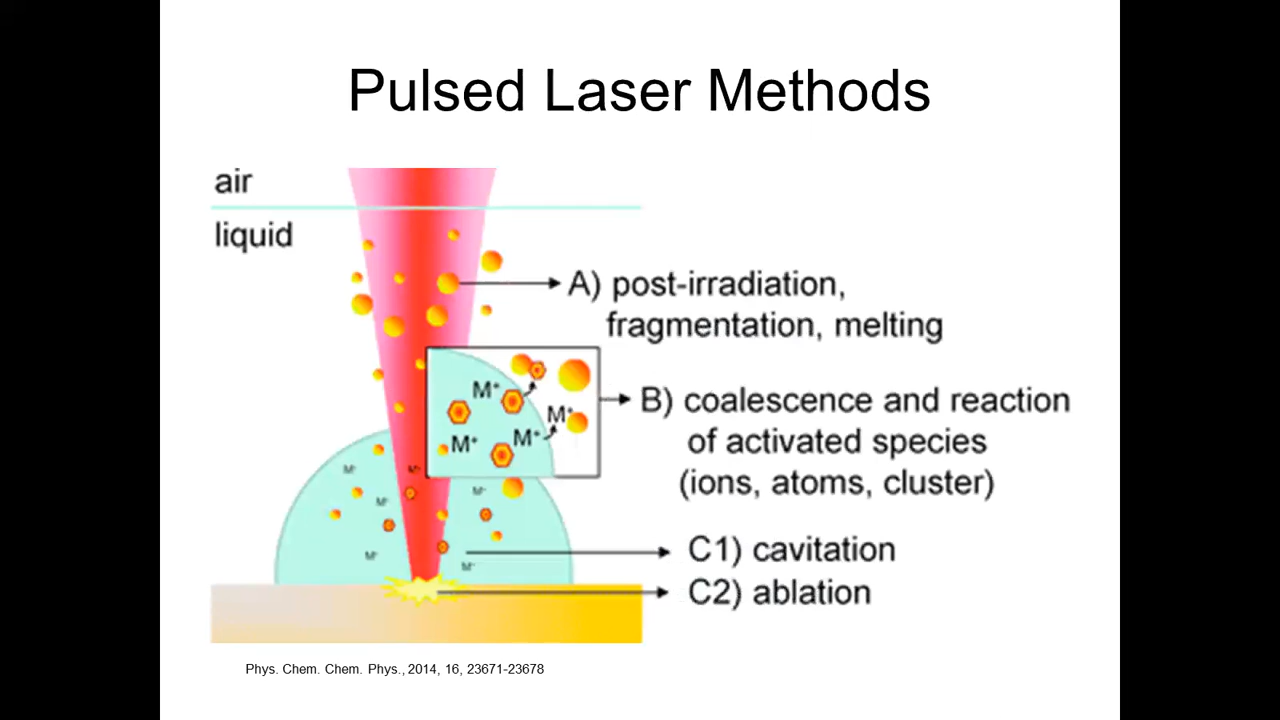 Pulsed Laser Methods
air
liquid
A) post-irradiation,
fragmentation, melting
M⁺
M⁺
M⁺
M⁺
B) coalescence and reaction
of activated species
(ions, atoms, cluster)
M⁺
M⁺
M⁺
M⁺
M⁺
M⁺
C1) cavitation
C2) ablation
Phys. Chem. Chem. Phys., 2014, 16, 23671-23678